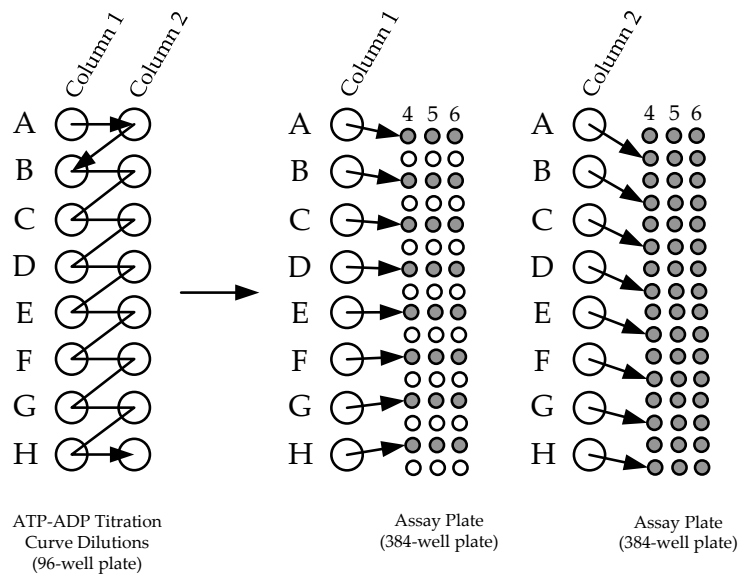 Column 1
Column 2
A
B
C
D
E
F
G
H
ATP-ADP Titration
Curve Dilutions
(96-well plate)
Column 1
4 5 6
A
B
C
D
E
F
G
H
Assay Plate
(384-well plate)
Column 2
4 5 6
A
B
C
D
E
F
G
H
Assay Plate
(384-well plate)